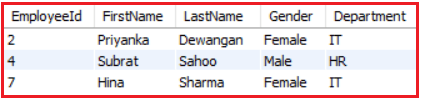 EmployeeId FirstName LastName Gender Department
2 Priyanka Dewangan Female IT
4 Subrat Sahoo Male HR
7 Hina Sharma Female IT